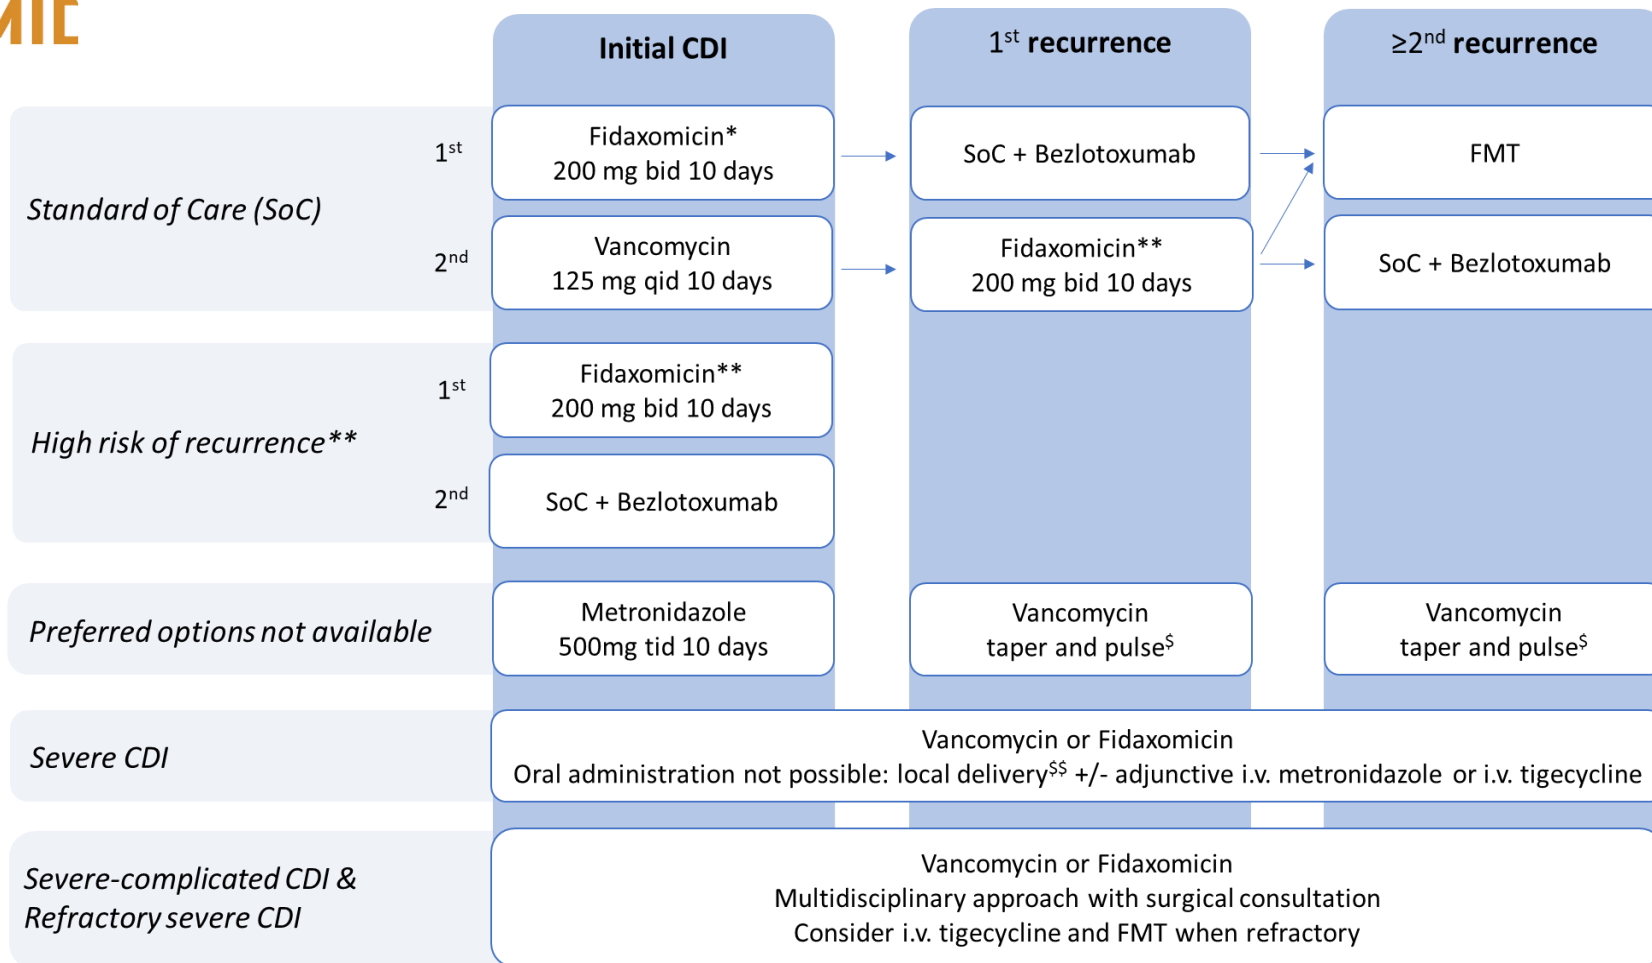 Initial CDI
1st recurrence
≥2nd recurrence
Standard of Care (SoC)
1st
Fidaxomicin*
200 mg bid 10 days
SoC + Bezlotoxumab
FMT
2nd
Vancomycin
125 mg qid 10 days
Fidaxomicin**
200 mg bid 10 days
SoC + Bezlotoxumab
High risk of recurrence**
1st
Fidaxomicin**
200 mg bid 10 days
2nd
SoC + Bezlotoxumab
Preferred options not available
Metronidazole
500mg tid 10 days
Vancomycin
taper and pulse$
Vancomycin
taper and pulse$
Severe CDI
Vancomycin or Fidaxomicin
Oral administration not possible: local delivery$$ +/- adjunctive i.v. metronidazole or i.v. tigecycline
Severe-complicated CDI &
Refractory severe CDI
Vancomycin or Fidaxomicin
Multidisciplinary approach with surgical consultation
Consider i.v. tigecycline and FMT when refractory